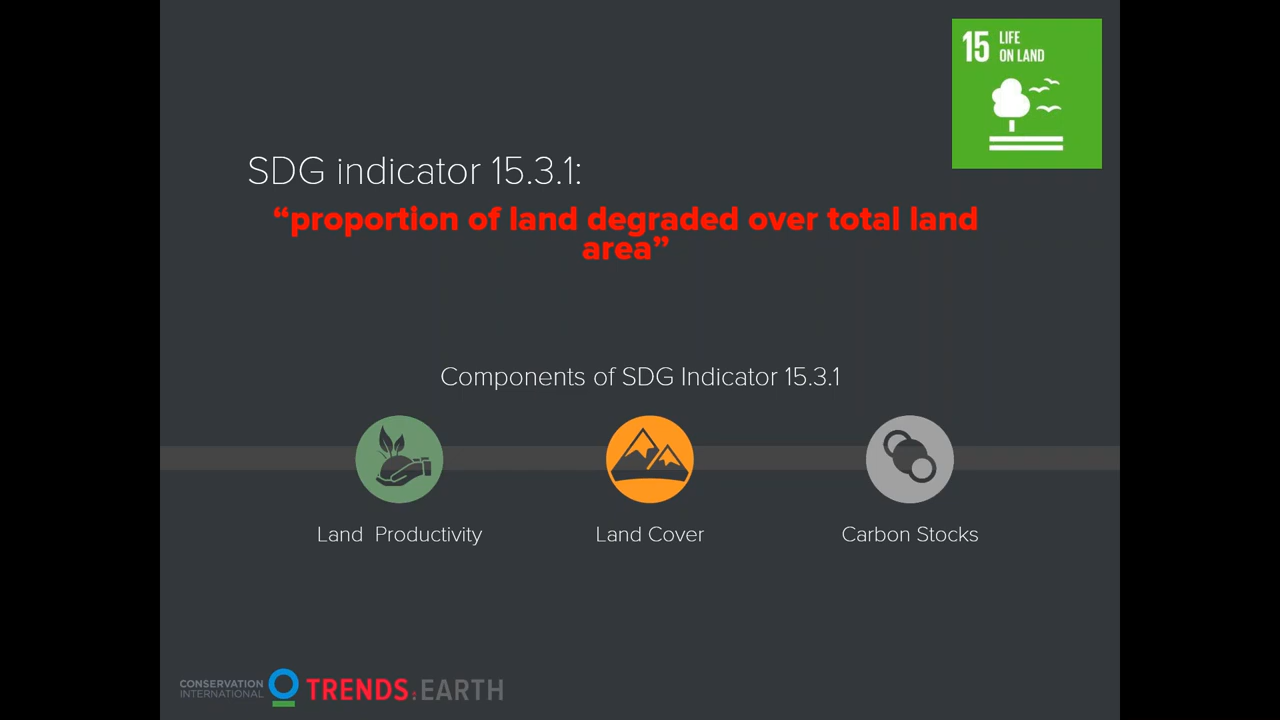 15 LIFE
ON LAND
SDG indicator 15.3.1:
“proportion of land degraded over total land
area”
Components of SDG Indicator 15.3.1
Land Productivity
Land Cover
Carbon Stocks
CONSERVATION
INTERNATIONAL
TRENDS.EARTH